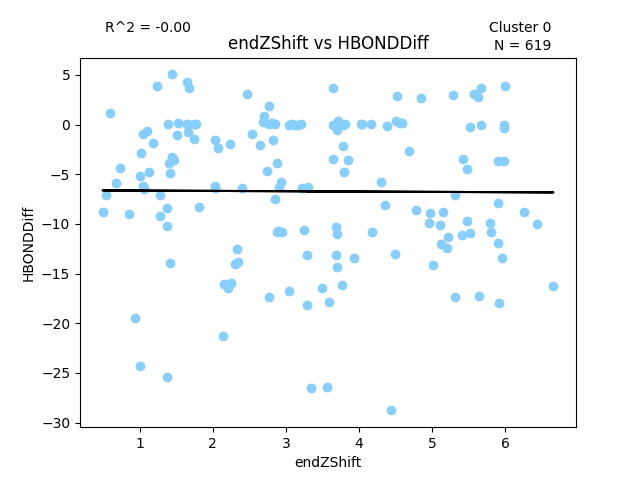 R^2 = -0.00
Cluster 0
N = 619
endZShift vs HBONDDiff
5
0
−5
−10
−15
−20
−25
−30
HBONDDiff
1 2 3 4 5 6
endZShift